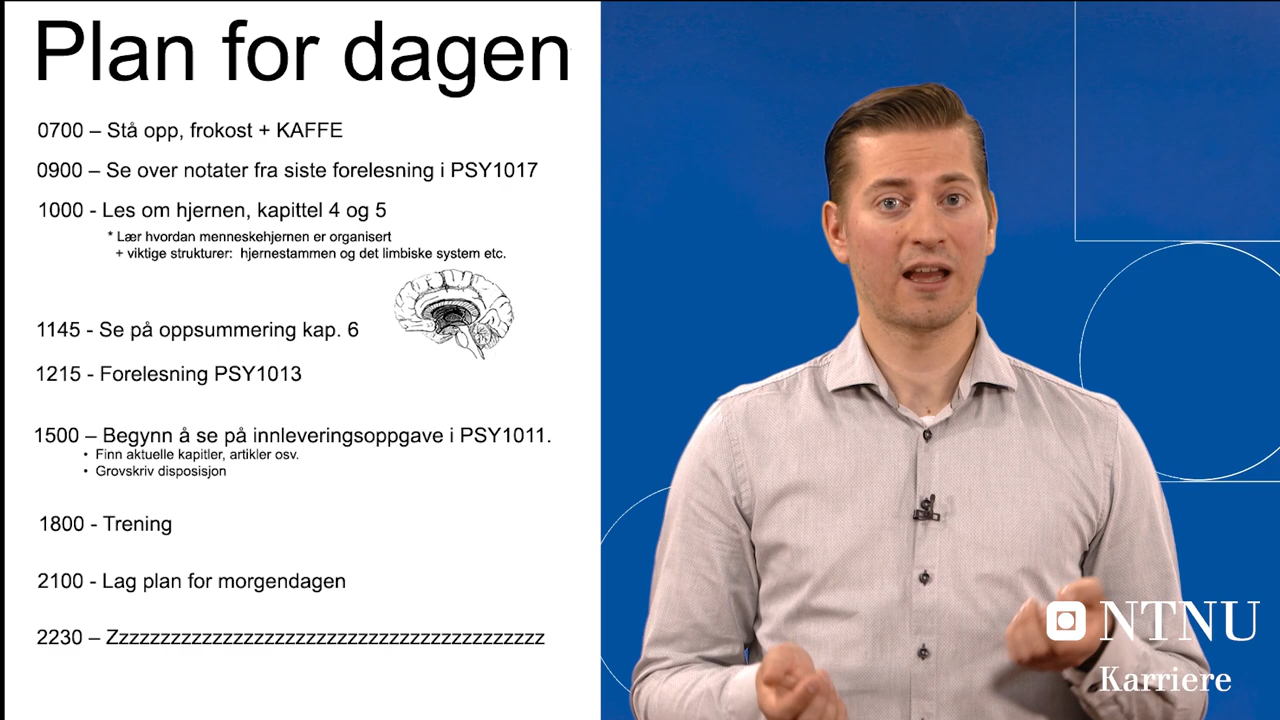 Plan for dagen
0700 – Stå opp, frokost + KAFFE
0900 – Se over notater fra siste forelesning i PSY1017
1000 - Les om hjernen, kapittel 4 og 5
* Lær hvordan menneskehjernen er organisert
+ viktige strukturer: hjernestammen og det limbiske system etc.
1145 - Se på oppsummering kap. 6
1215 - Forelesning PSY1013
1500 – Begynn å se på innleveringsoppgave i PSY1011.
• Finn aktuelle kapitler, artikler osv.
• Grovskriv disposisjon
1800 - Trening
2100 - Lag plan for morgendagen
2230 – Zzzzzzzzzzzzzzzzzzzzzzzzzzzzzzzzzzzzzzzzzz
NTNU
Karriere